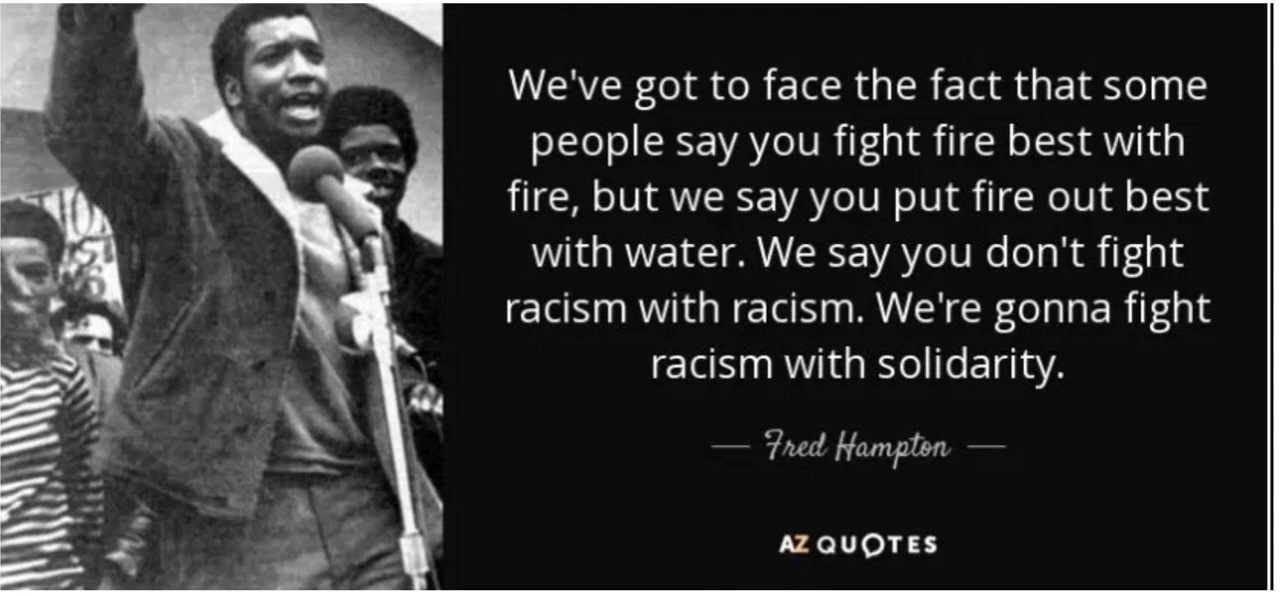 We've got to face the fact that some
people say you fight fire best with
fire, but we say you put fire out best
with water. We say you don't fight
racism with racism. We're gonna fight
racism with solidarity.
— Fred Hampton —
AZ QUOTES